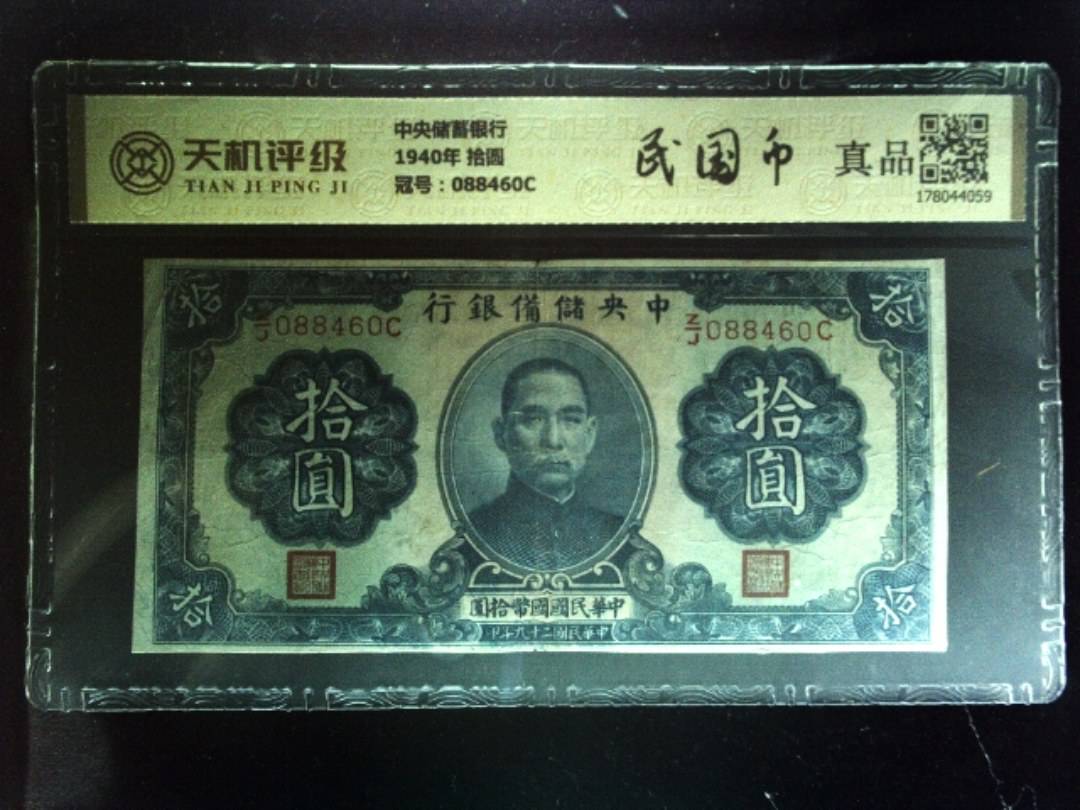 天机评级
TIAN JI PING JI
中央储蓄银行
1940年 拾圆
冠号：088460C
民国币
真品
178044059
拾
拾
行銀備儲央中
Z/J 088460C
Z/J 088460C
拾圓
拾圓
圓拾幣國國民華中
印年九十二國民華中
拾
拾